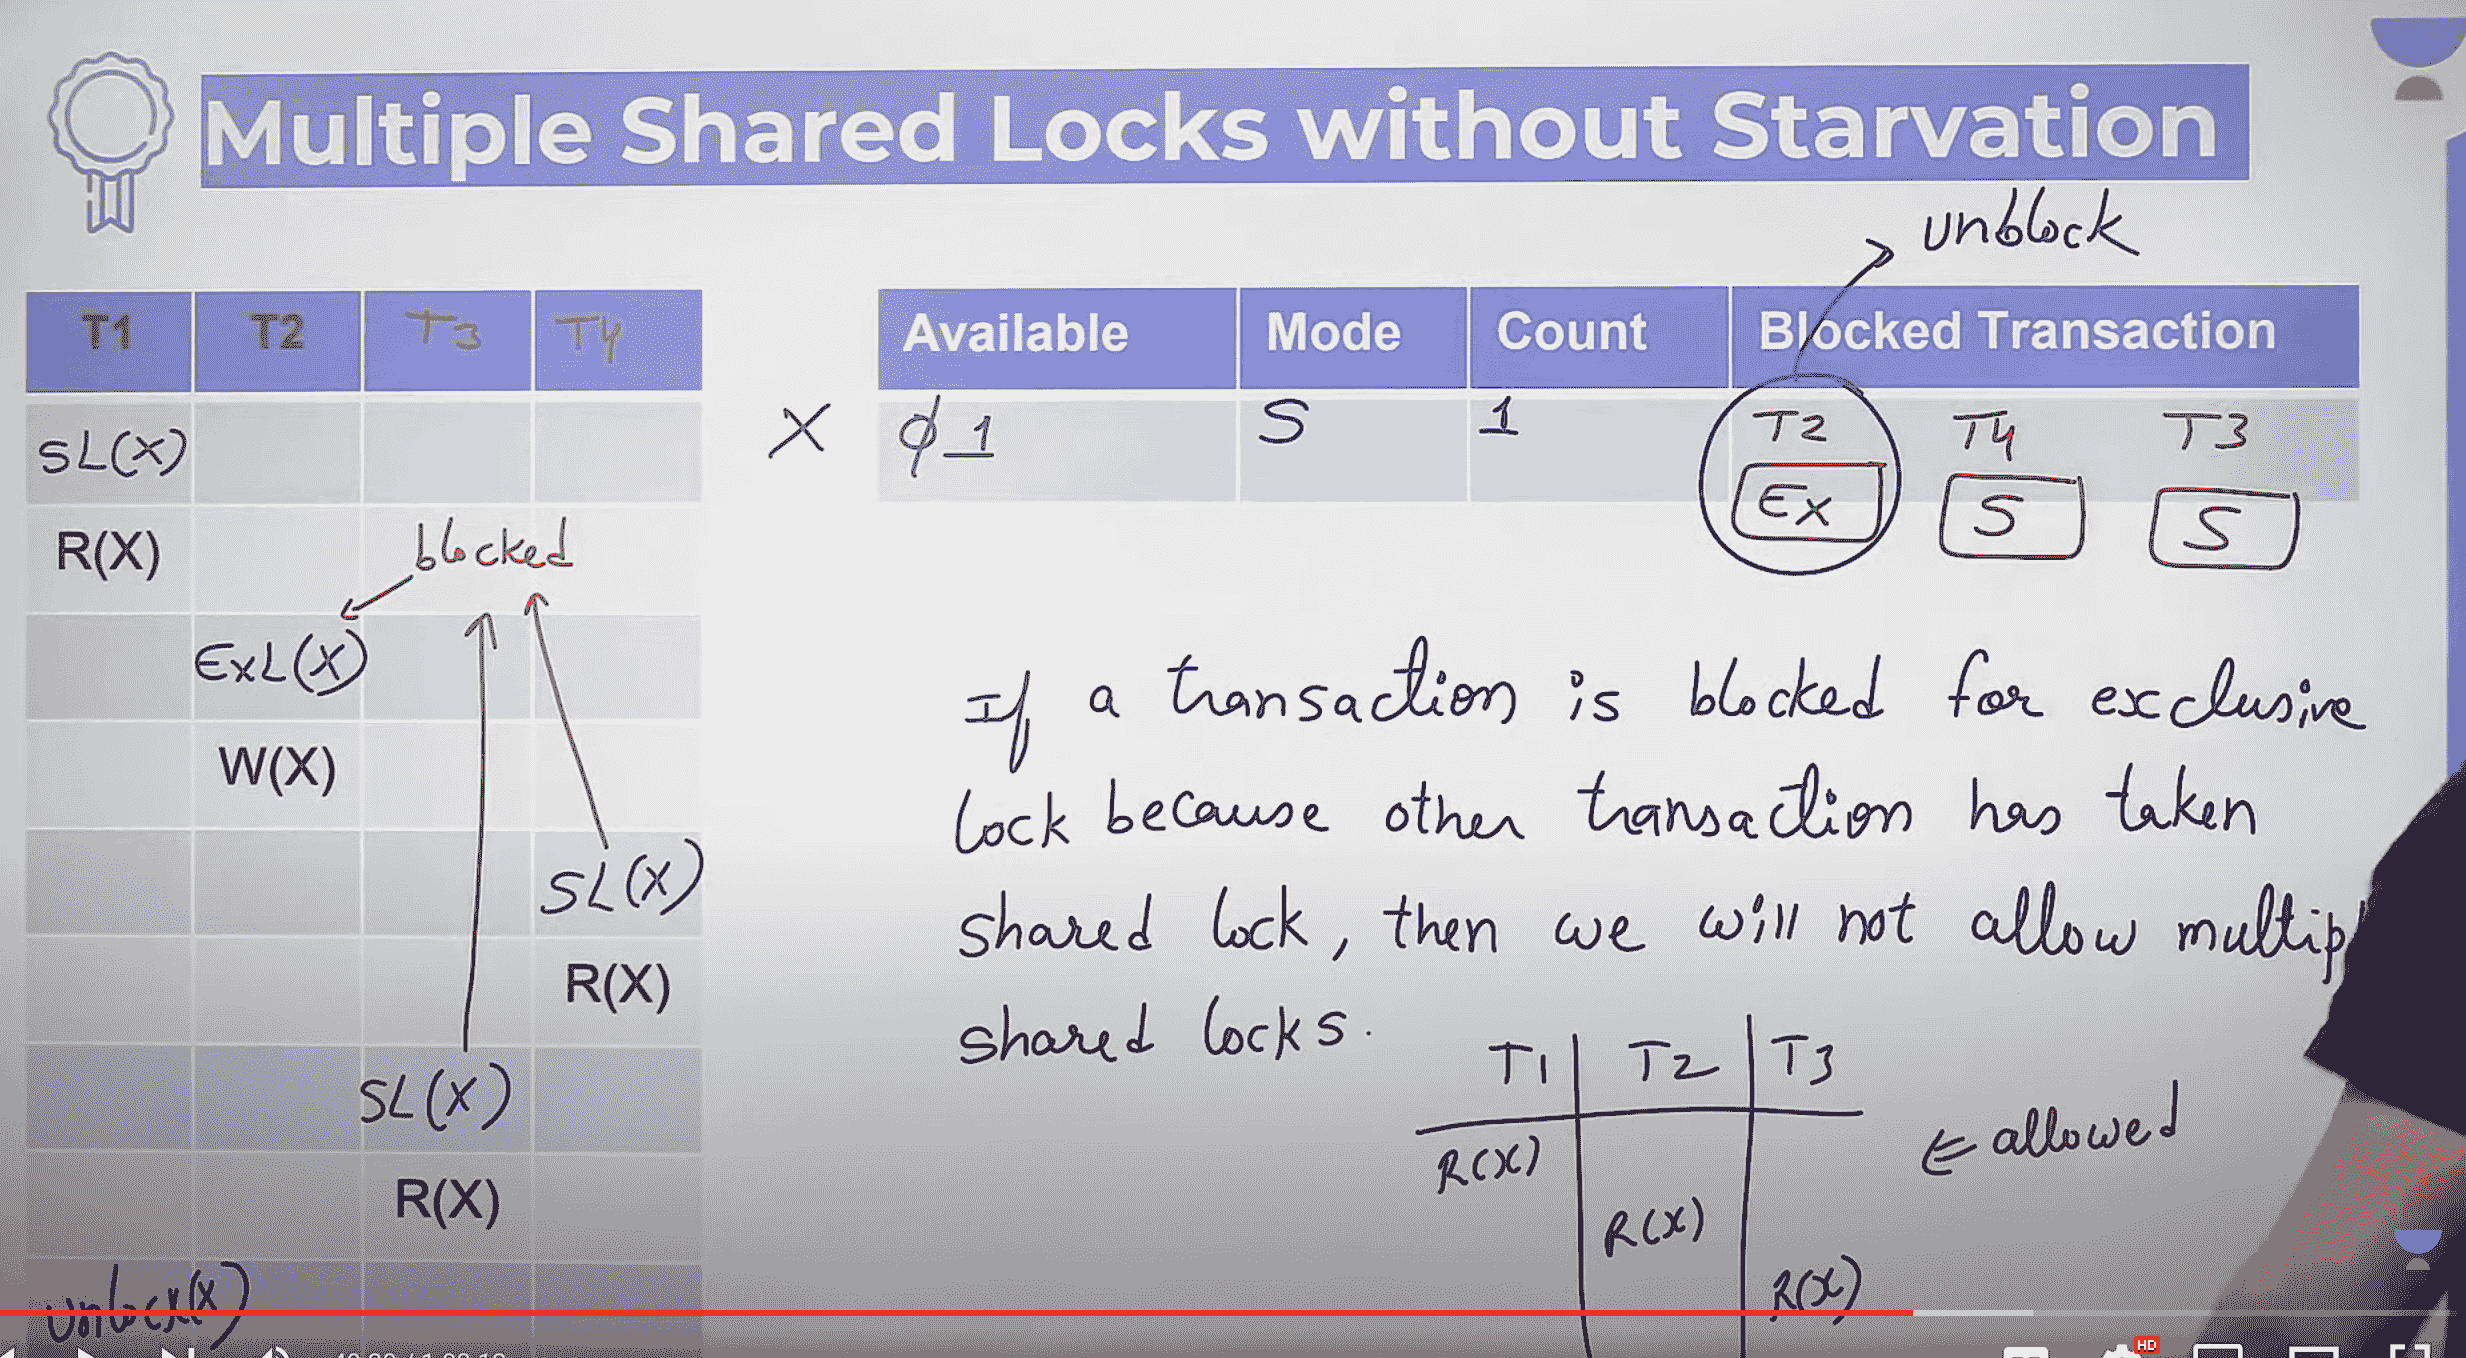 Multiple Shared Locks without Starvation
unblock
T1 T2 T3 T4
Available Mode Count Blocked Transaction
SL(X)
X ϕ 1 S 1 T2 T4 T3
Ex S S
R(X) blocked
ExL(X)
W(X)
SL(X)
R(X)
SL(X)
R(X)
Unlock(X)
If a transaction is blocked for exclusive
lock because other transaction has taken
shared lock, then we will not allow multip
shared locks.
T1 T2 T3
R(X)
R(X)
R(X)
allowed
HD